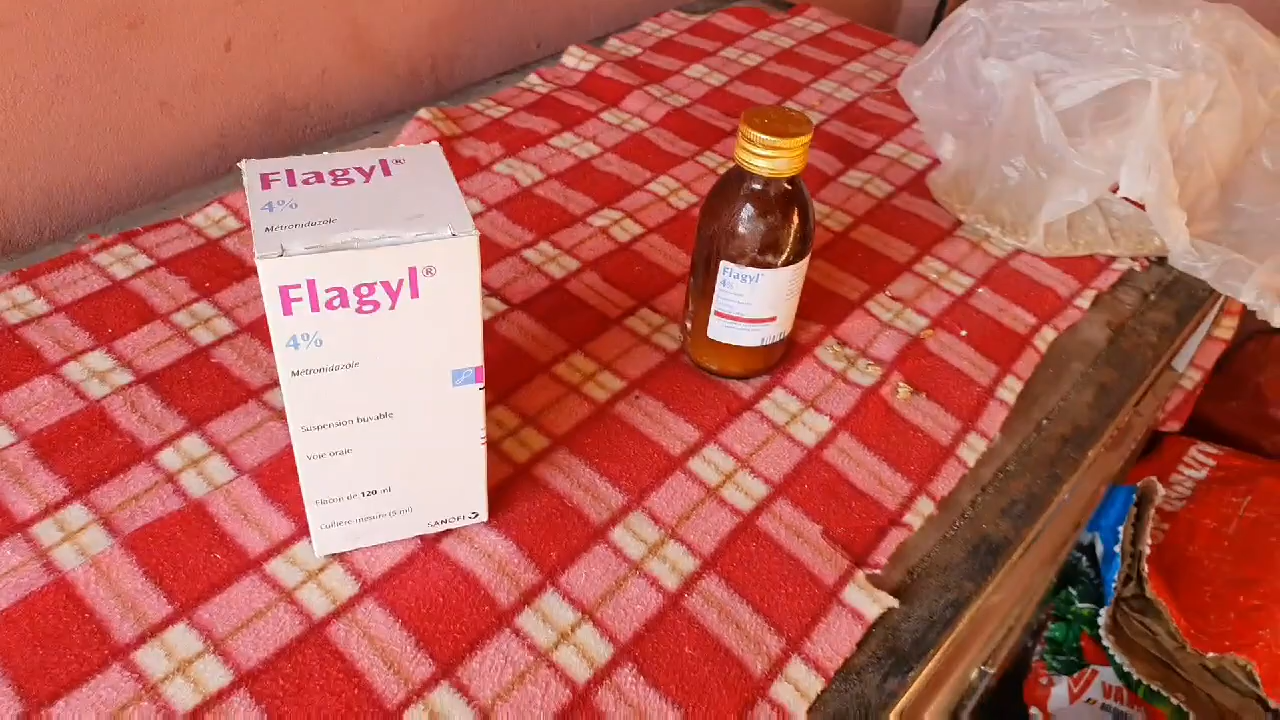 Flagyl®
4%
Métronidazole
Flagyl®
4%
Métronidazole
Suspension buvable
Voie orale
Flacon de 120 ml
Cuillère-mesure (5 ml)
SANOFI
Flagyl®
4%
VA